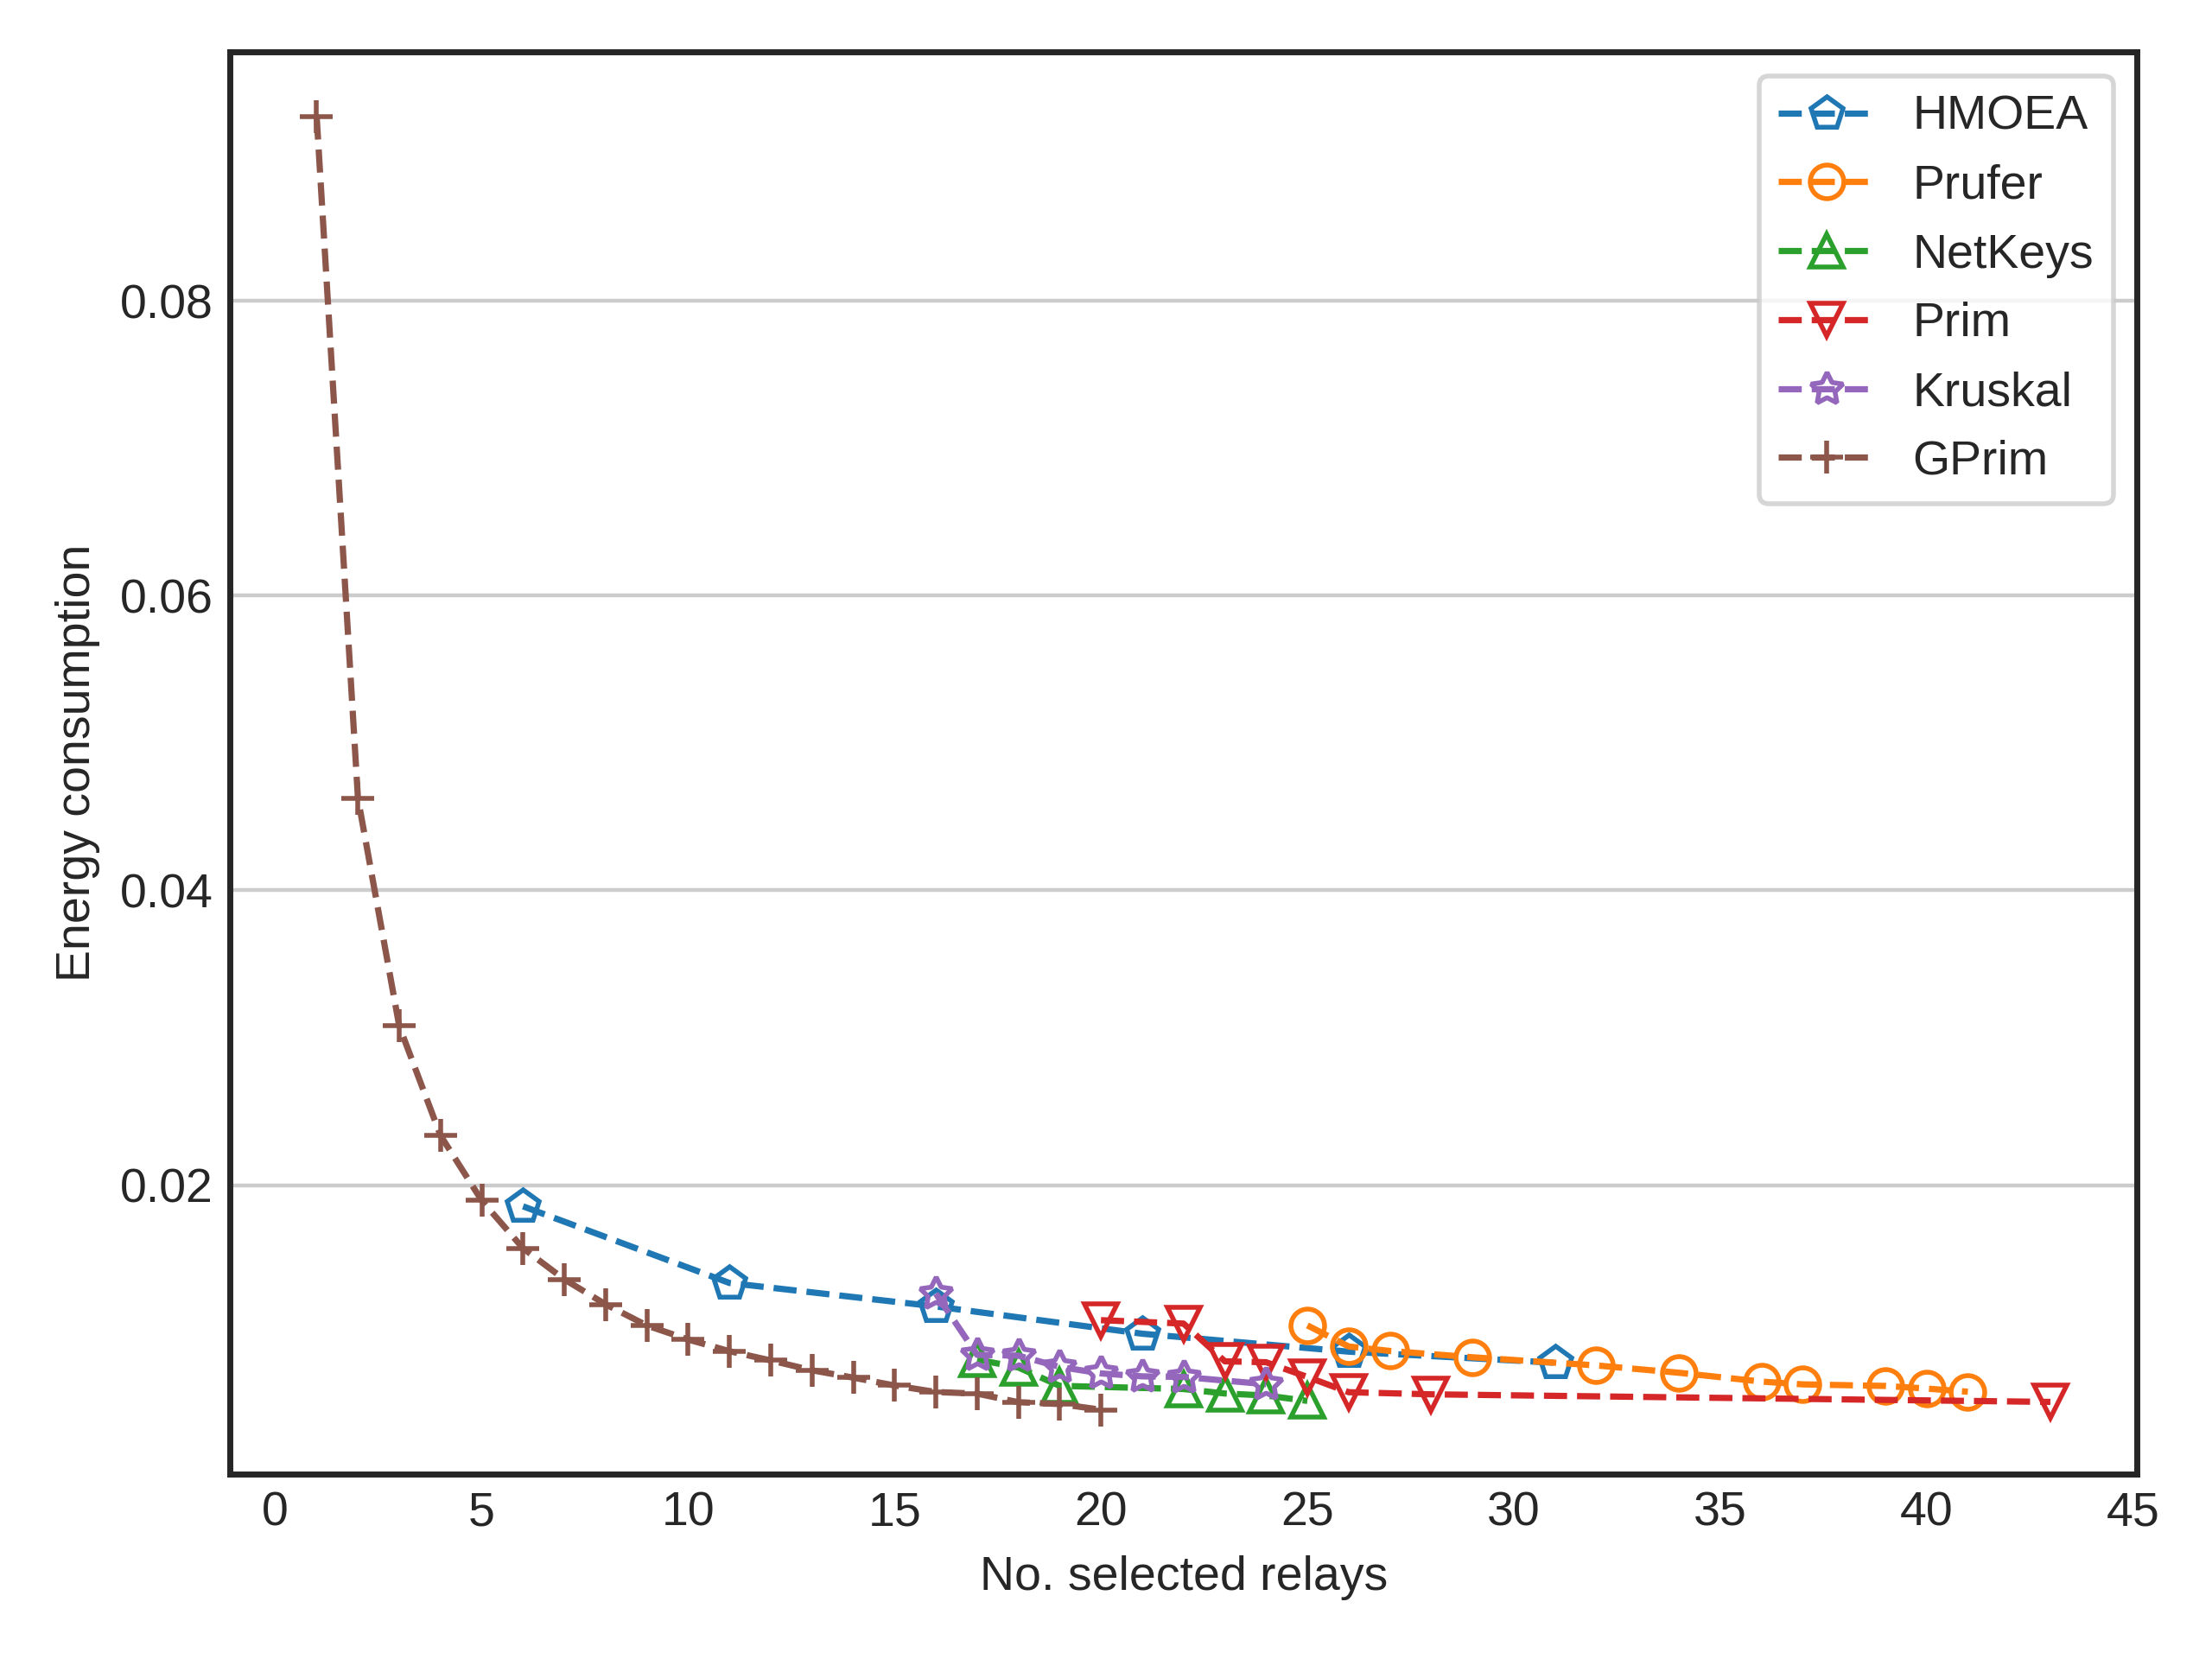 HMOEA
Prufer
NetKeys
Prim
Kruskal
GPrim
Energy consumption
0.08
0.06
0.04
0.02
0 5 10 15 20 25 30 35 40 45
No. selected relays